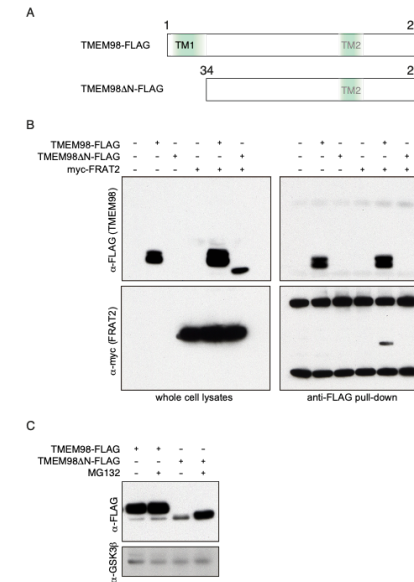 A
1 2
TMEM98-FLAG TM1 TM2
34 2
TMEM98ΔN-FLAG TM2
B
TMEM98-FLAG - + - - + - - + - - + -
TMEM98ΔN-FLAG - - + - - + - - + - - +
myc-FRAT2 - - - + + + - - - + + +
α-FLAG (TMEM98)
α-myc (FRAT2)
whole cell lysates anti-FLAG pull-down
C
TMEM98-FLAG + + - -
TMEM98ΔN-FLAG - - + +
MG132 - + - +
α-FLAG
α-GSK3β